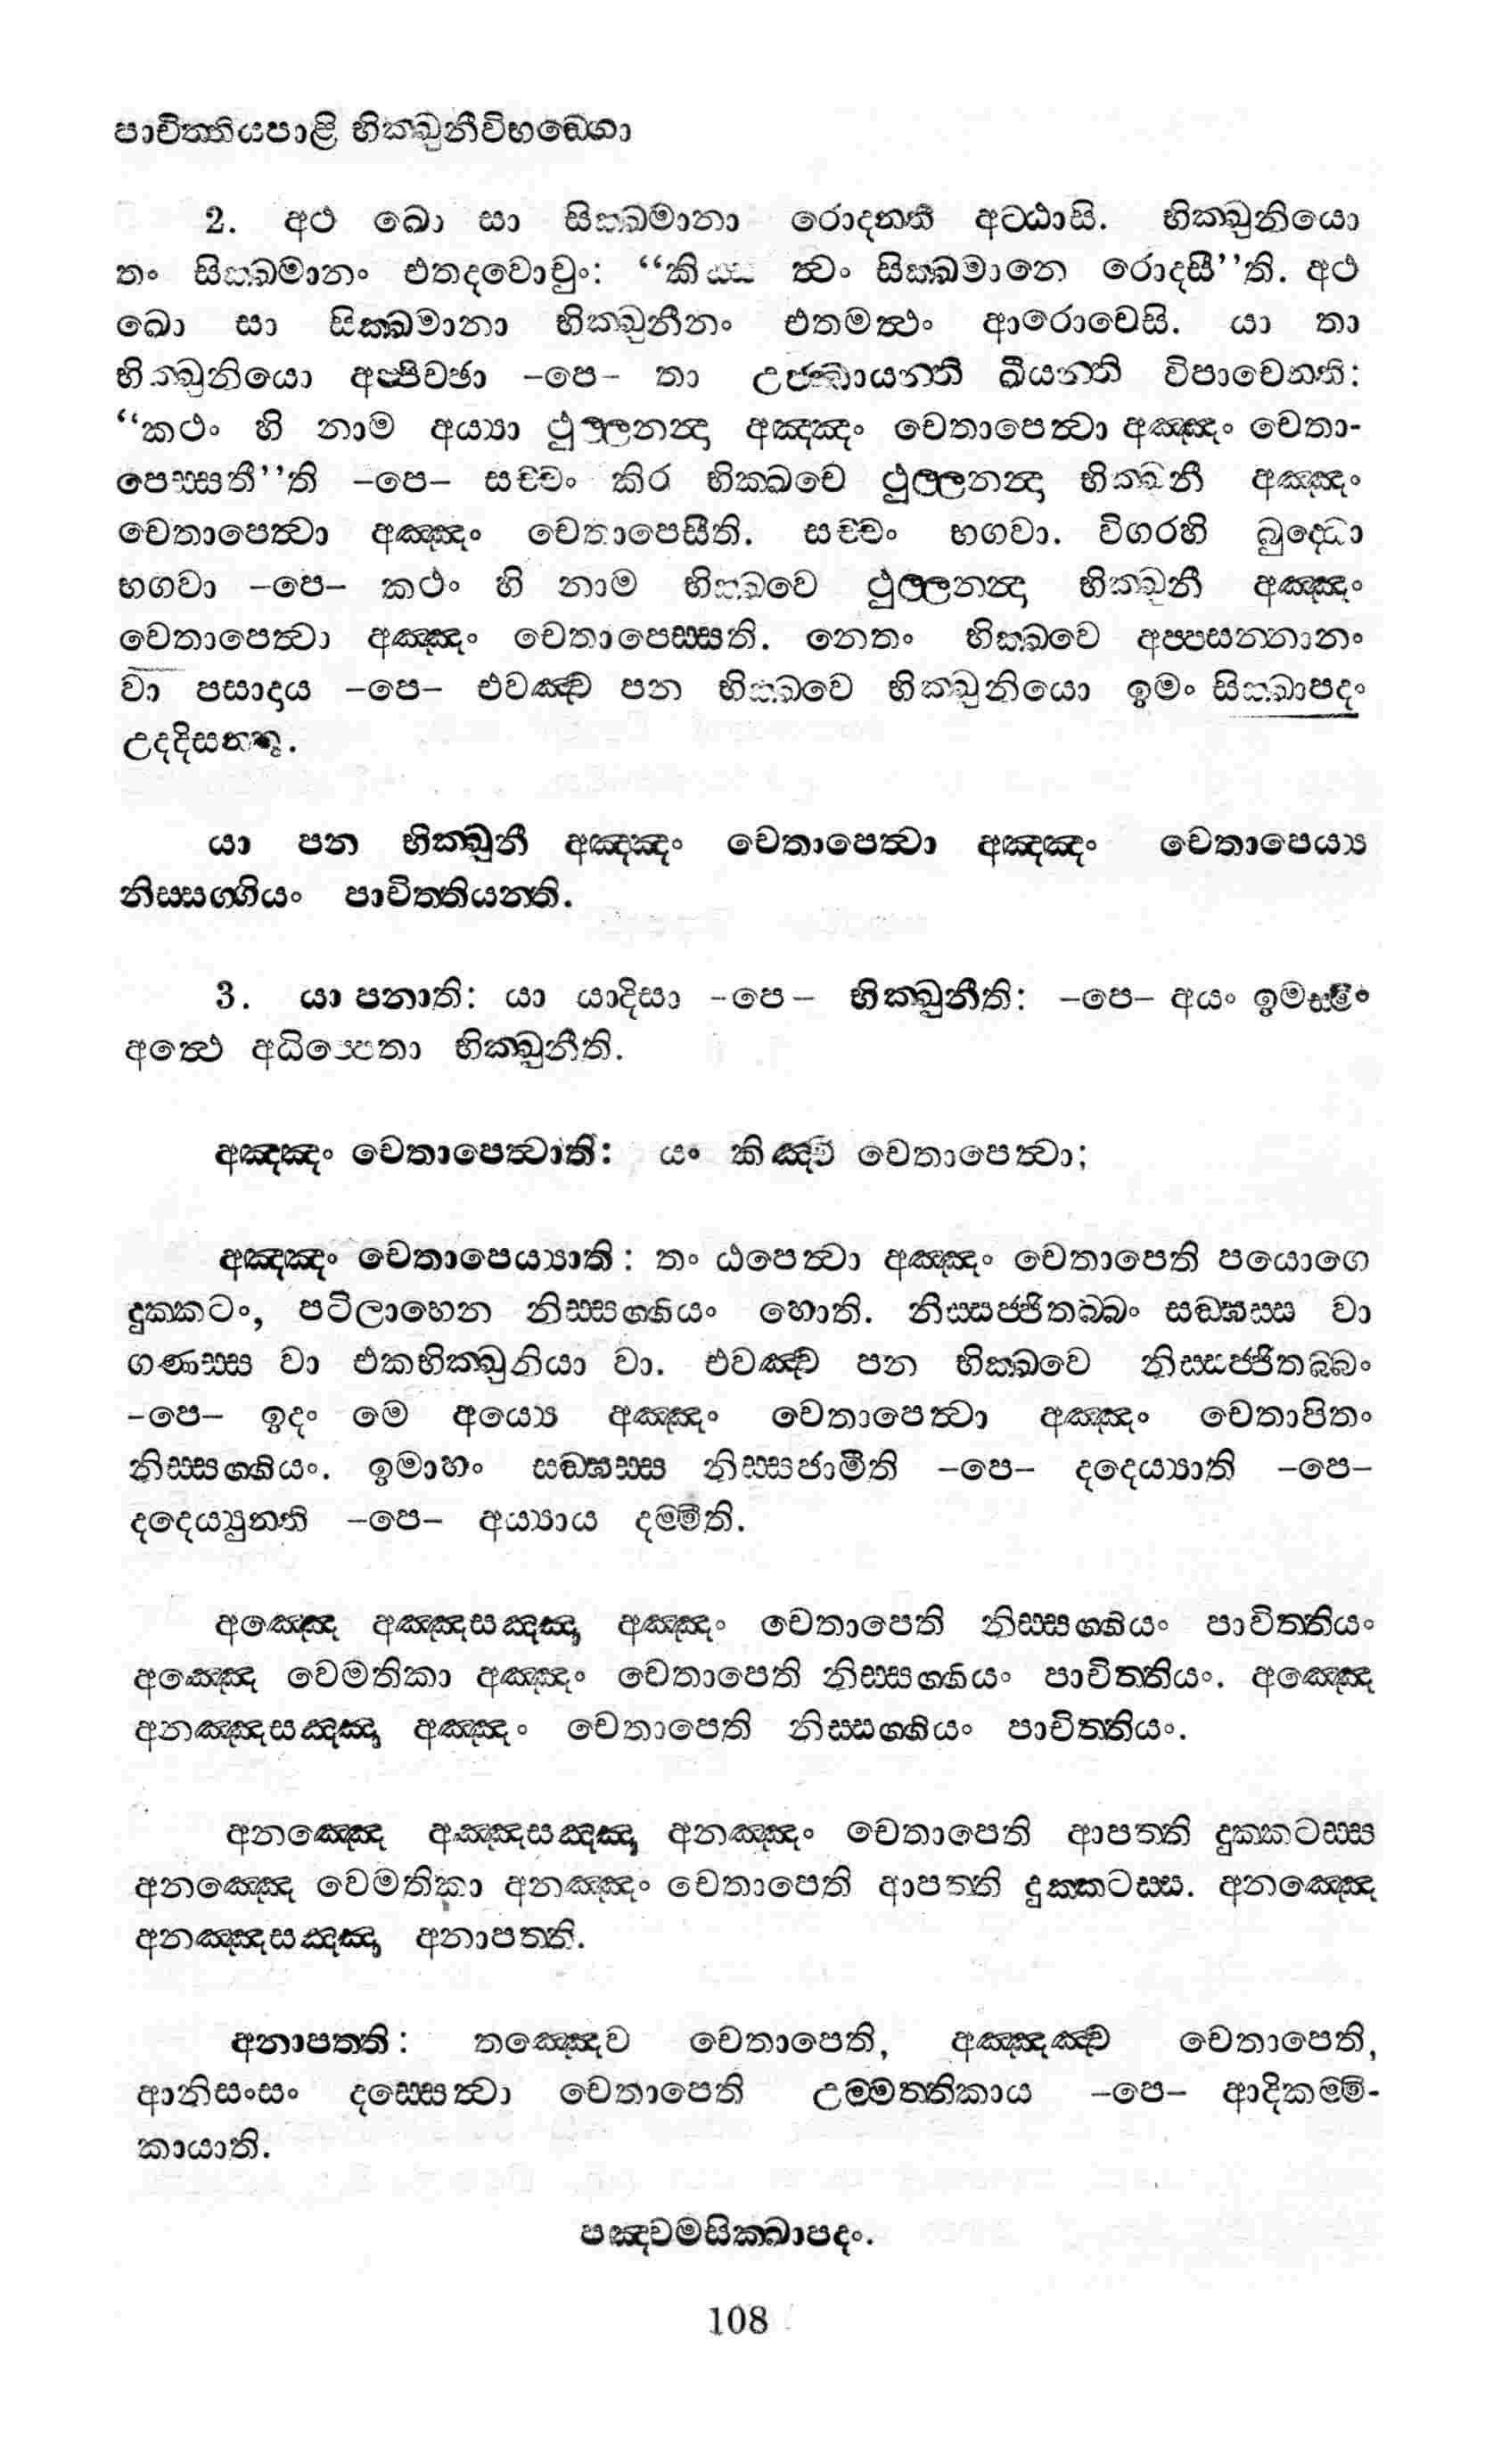 පාචිත්තියපාළි භික්ඛුනීවිභඞ්ගො
2. අථ ඛො සා සික්ඛමානා රොදන්තී අට්ඨාසි. භික්ඛුනියො
තං සික්ඛමානං එතදවොචුං: “කිස්ස ත්වං සික්ඛමානෙ රොදසී”ති. අථ
ඛො සා සික්ඛමානා භික්ඛුනීනං එතමත්ථං ආරොචෙසි. යා තා
භික්ඛුනියො අප්පිච්ඡා –පෙ– තා උජ්ඣායන්ති ඛීයන්ති විපාචෙන්ති:
“කථං හි නාම අය්‍යා ථුල්ලනන්දා අඤ්ඤං චෙතාපෙත්වා අඤ්ඤං චෙතා-
පෙස්සතී”ති –පෙ– සච්චං කිර භික්ඛවෙ ථුල්ලනන්දා භික්ඛුනී අඤ්ඤං
චෙතාපෙත්වා අඤ්ඤං චෙතාපෙසීති. සච්චං භගවා. විගරහි බුද්ධො
භගවා –පෙ– කථං හි නාම භික්ඛවෙ ථුල්ලනන්දා භික්ඛුනී අඤ්ඤං
චෙතාපෙත්වා අඤ්ඤං චෙතාපෙස්සති. නෙතං භික්ඛවෙ අප්පසන්නානං
වා පසාදාය –පෙ– එවඤ්ච පන භික්ඛවෙ භික්ඛුනියො ඉමං සික්ඛාපදං
උද්දිසන්තු.
යා පන භික්ඛුනී අඤ්ඤං චෙතාපෙත්වා අඤ්ඤං චෙතාපෙය්‍ය
නිස්සග්ගියං පාචිත්තියන්ති.
3. යා පනාති: යා යාදිසා –පෙ– භික්ඛුනීති: –පෙ– අයං ඉමස්මිං
අත්ථෙ අධිප්පෙතා භික්ඛුනීති.
අඤ්ඤං චෙතාපෙත්වාති: යං කිඤ්චි චෙතාපෙත්වා;
අඤ්ඤං චෙතාපෙය්‍යාති: තං ඨපෙත්වා අඤ්ඤං චෙතාපෙති පයොගෙ
දුක්කටං, පටිලාභෙන නිස්සග්ගියං හොති. නිස්සජ්ජිතබ්බං සඞ්ඝස්ස වා
ගණස්ස වා එකභික්ඛුනියා වා. එවඤ්ච පන භික්ඛවෙ නිස්සජ්ජිතබ්බං
–පෙ– ඉදං මෙ අය්‍යෙ අඤ්ඤං චෙතාපෙත්වා අඤ්ඤං චෙතාපිතං
නිස්සග්ගියං. ඉමාහං සඞ්ඝස්ස නිස්සජාමීති –පෙ– දදෙය්‍යාති –පෙ–
දදෙය්‍යුන්ති –පෙ– අය්‍යාය දම්මීති.
අඤ්ඤෙ අඤ්ඤසඤ්ඤා අඤ්ඤං චෙතාපෙති නිස්සග්ගියං පාචිත්තියං
අඤ්ඤෙ වෙමතිකා අඤ්ඤං චෙතාපෙති නිස්සග්ගියං පාචිත්තියං. අඤ්ඤෙ
අනඤ්ඤසඤ්ඤා අඤ්ඤං චෙතාපෙති නිස්සග්ගියං පාචිත්තියං.
අනඤ්ඤෙ අඤ්ඤසඤ්ඤා අනඤ්ඤං චෙතාපෙති ආපත්ති දුක්කටස්ස
අනඤ්ඤෙ වෙමතිකා අනඤ්ඤං චෙතාපෙති ආපත්ති දුක්කටස්ස. අනඤ්ඤෙ
අනඤ්ඤසඤ්ඤා අනාපත්ති.
අනාපත්ති: තඤ්ඤෙව චෙතාපෙති, අඤ්ඤඤ්ච චෙතාපෙති,
ආනිසංසං දස්සෙත්වා චෙතාපෙති උම්මත්තිකාය –පෙ– ආදිකම්මි-
කායාති.
පඤ්චමසික්ඛාපදං.
108